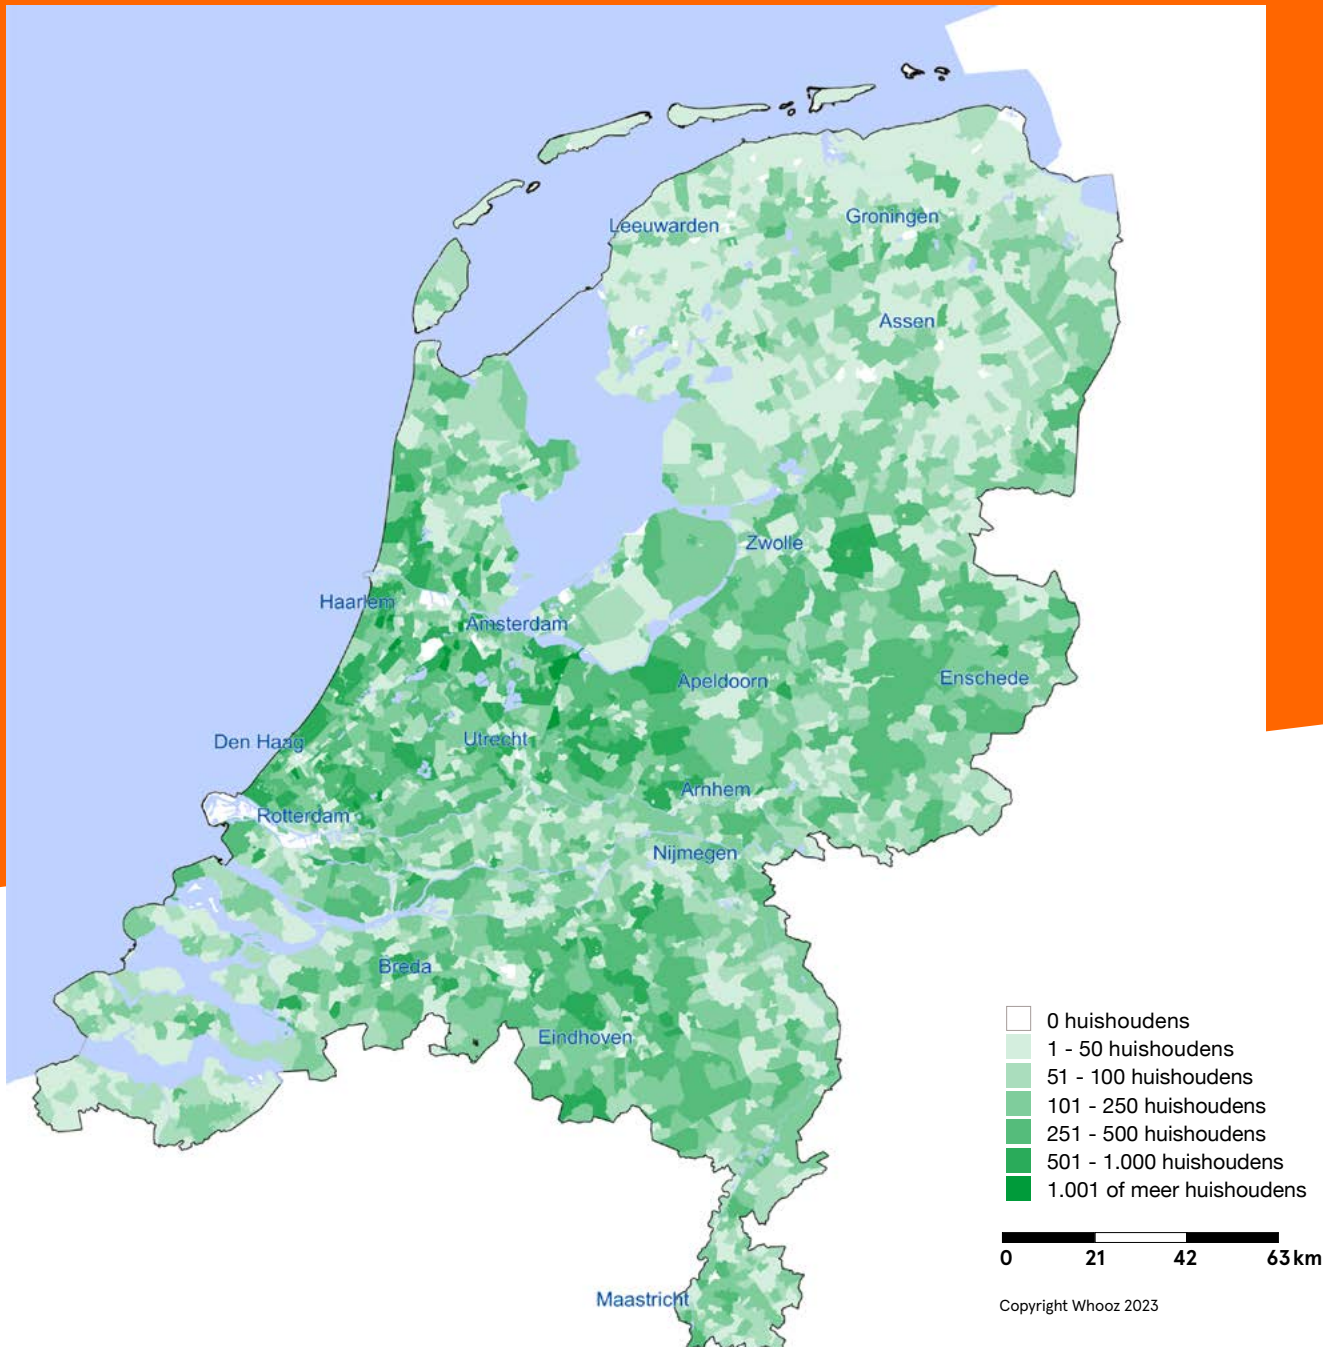 Leeuwarden
Groningen
Assen
Zwolle
Haarlem
Amsterdam
Apeldoorn
Enschede
Den Haag
Utrecht
Arnhem
Rotterdam
Nijmegen
Breda
Eindhoven
Maastricht
0 huishoudens
1 - 50 huishoudens
51 - 100 huishoudens
101 - 250 huishoudens
251 - 500 huishoudens
501 - 1.000 huishoudens
1.001 of meer huishoudens
0 21 42 63 km
Copyright Whooz 2023